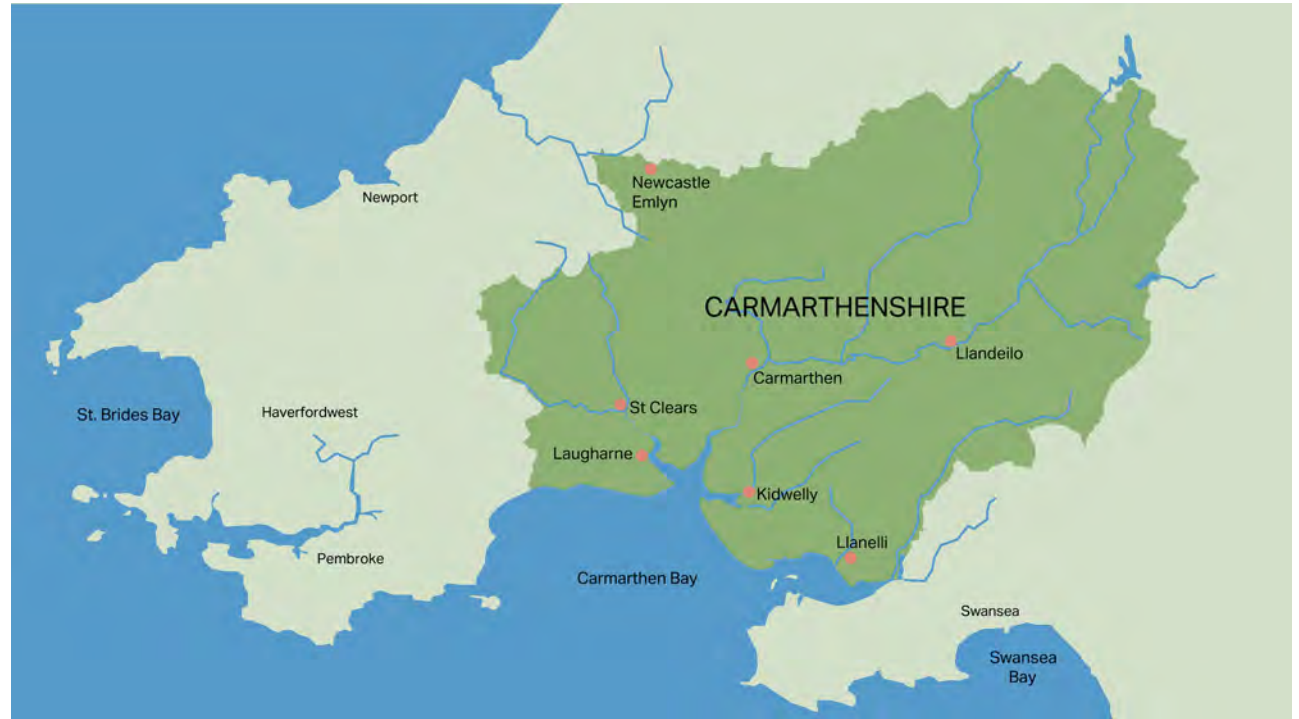 Newcastle
Emlyn
Newport
CARMARTHENSHIRE
Llandeilo
Carmarthen
St. Brides Bay
Haverfordwest
St Clears
Laugharne
Kidwelly
Llanelli
Pembroke
Carmarthen Bay
Swansea
Swansea
Bay